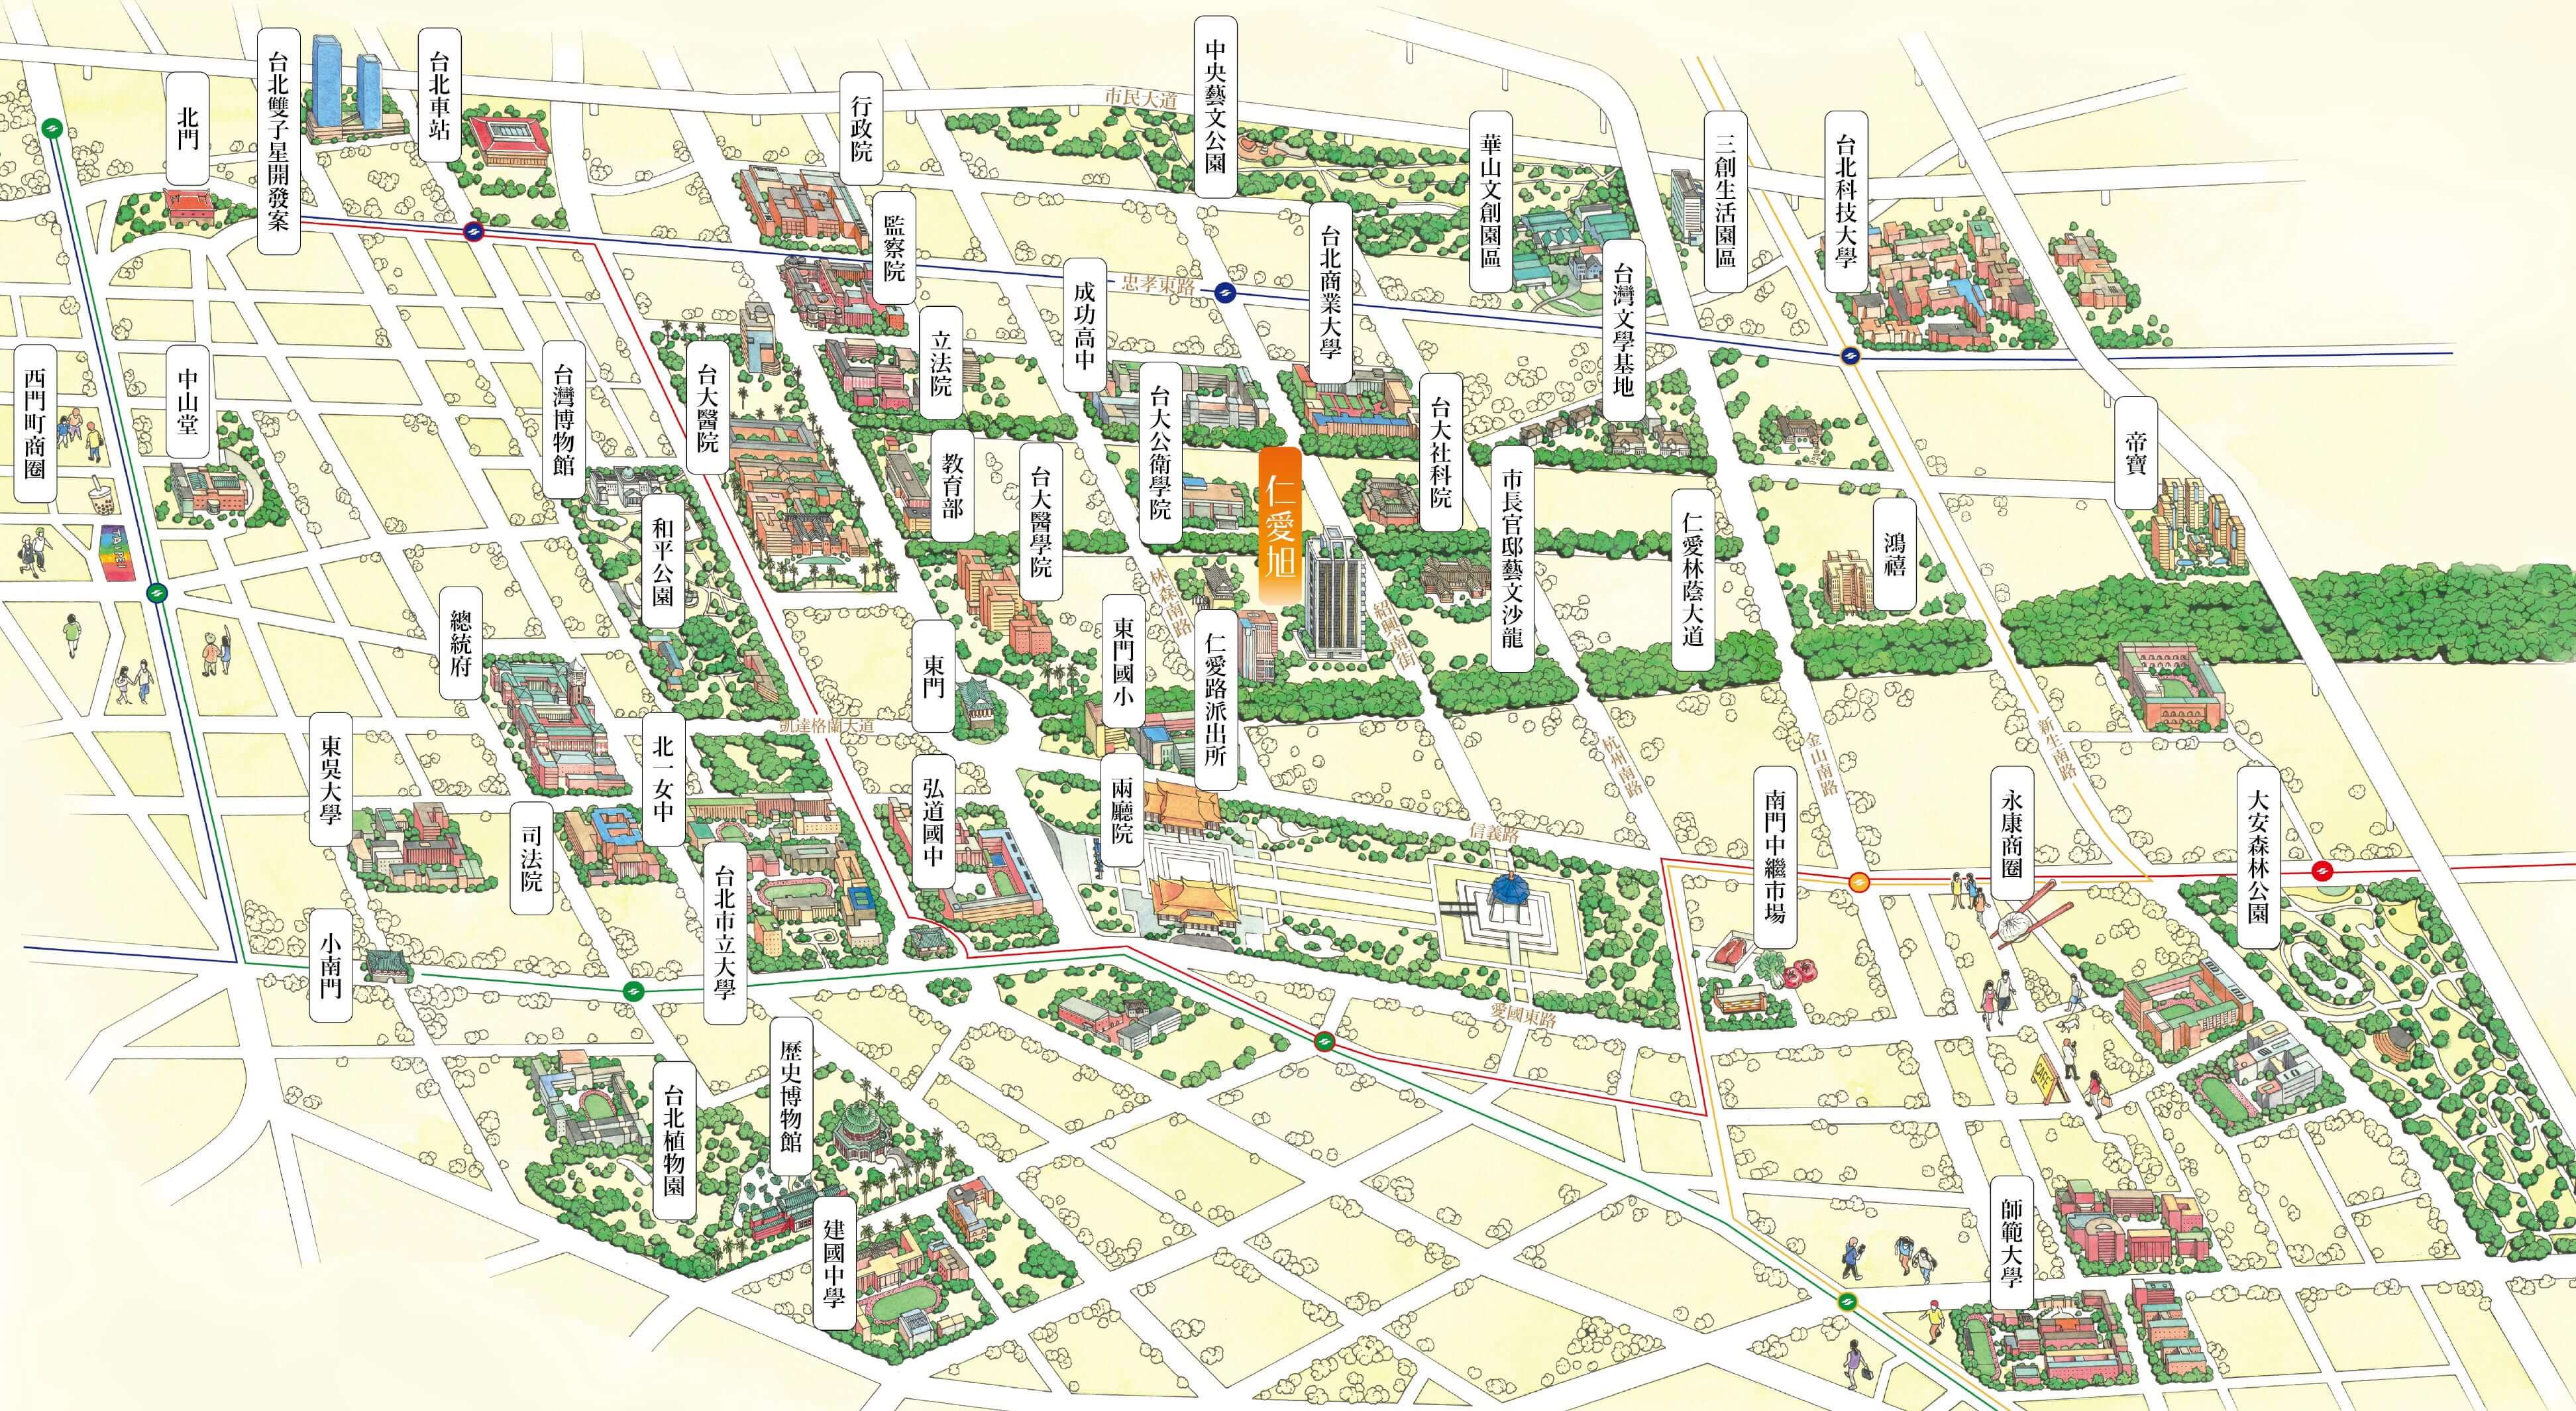 中央藝文公園
台北雙子星開發案
台北車站
北門
行政院
市民大道
華山文創園區
三創生活園區
台北科技大學
監察院
台北商業大學
台灣文學基地
成功高中
忠孝東路
立法院
西門町商圈
中山堂
台灣博物館
台大醫院
台大公衛學院
台大社科院
帝寶
教育部
台大醫學院
仁愛旭
市長官邸藝文沙龍
仁愛林蔭大道
鴻禧
和平公園
TAIPEI
總統府
林森南路
紹興南街
東門國小
仁愛路派出所
東門
凱達格蘭大道
東吳大學
北一女中
杭州南路
金山南路
新生南路
弘道國中
兩廳院
南門中繼市場
永康商圈
大安森林公園
司法院
信義路
台北市立大學
小南門
愛國東路
歷史博物館
台北植物園
CAFE
建國中學
師範大學